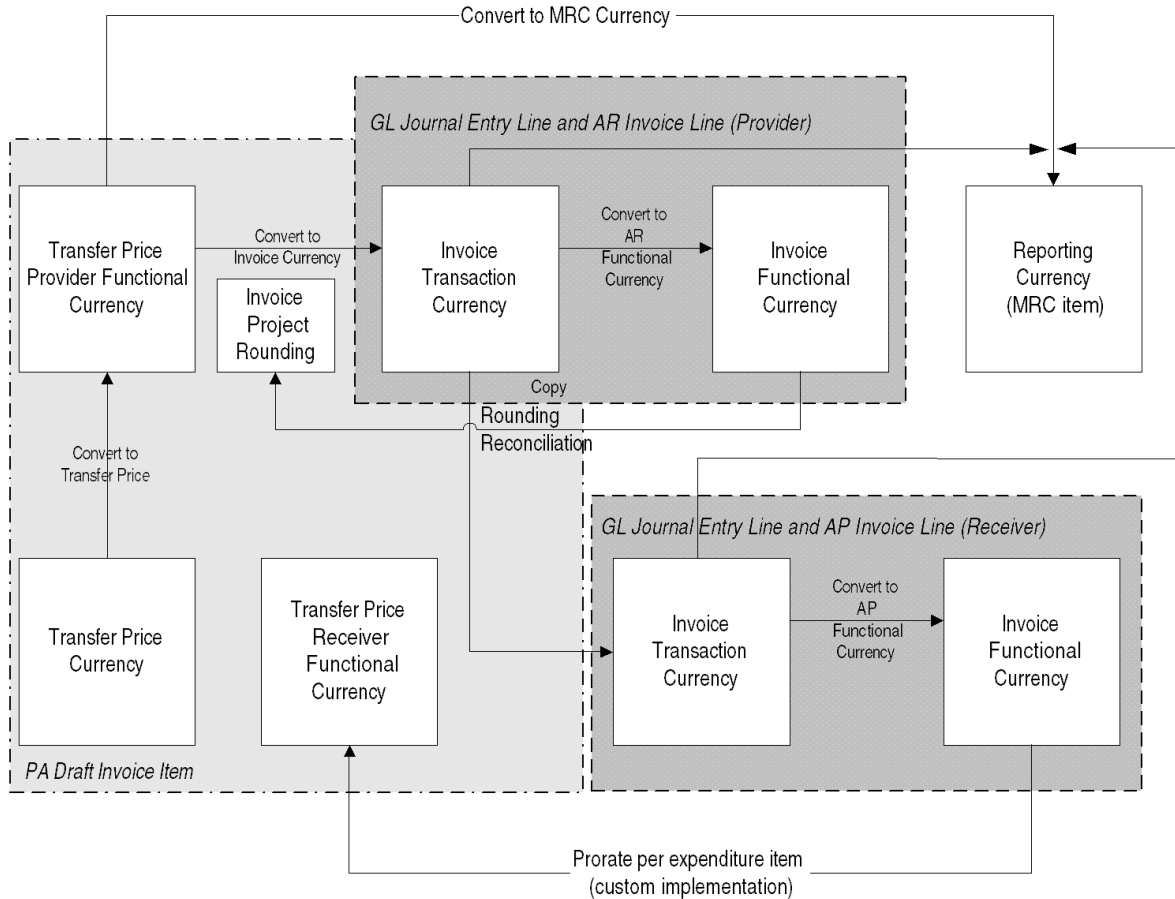 Convert to MRC Currency
GL Journal Entry Line and AR Invoice Line (Provider)
Transfer Price
Provider Functional
Currency
Convert to
Invoice Currency
Invoice
Transaction
Currency
Convert to
AR
Functional
Currency
Invoice
Functional
Currency
Reporting
Currency
(MRC item)
Invoice
Project
Rounding
Copy
Rounding
Reconciliation
Convert to
Transfer Price
GL Journal Entry Line and AP Invoice Line (Receiver)
Transfer Price
Currency
Transfer Price
Receiver
Functional
Currency
Invoice
Transaction
Currency
Convert to
AP
Functional
Currency
Invoice
Functional
Currency
PA Draft Invoice Item
Prorate per expenditure item
(custom implementation)